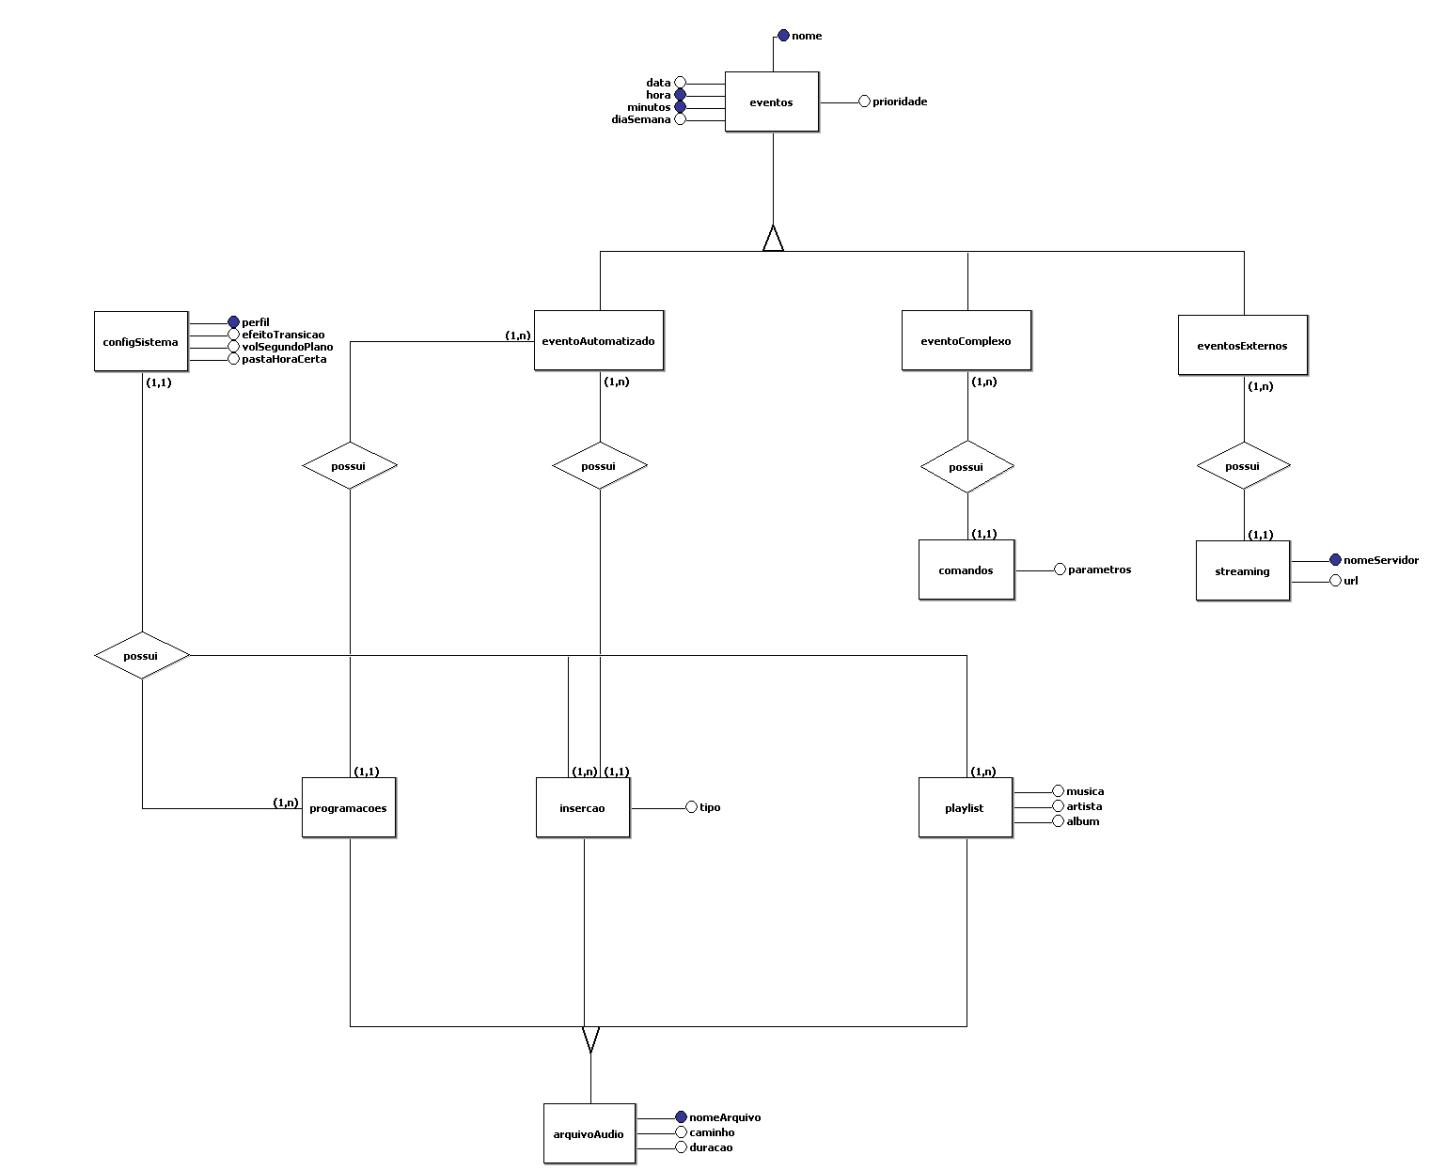 nome
data
hora
minutos
diaSemana
eventos
prioridade
configSistema
perfil
efeitoTransicao
volSegundoPlano
pastaHoraCerta
(1,1)
(1,n)
eventoAutomatizado
(1,n)
eventoComplexo
(1,n)
eventosExternos
(1,n)
possui
possui
possui
possui
(1,1)
comandos
parametros
(1,1)
streaming
nomeServidor
url
possui
(1,n)
(1,1)
programacoes
(1,n) (1,1)
insercao
tipo
(1,n)
playlist
musica
artista
album
arquivoAudio
nomeArquivo
caminho
duracao